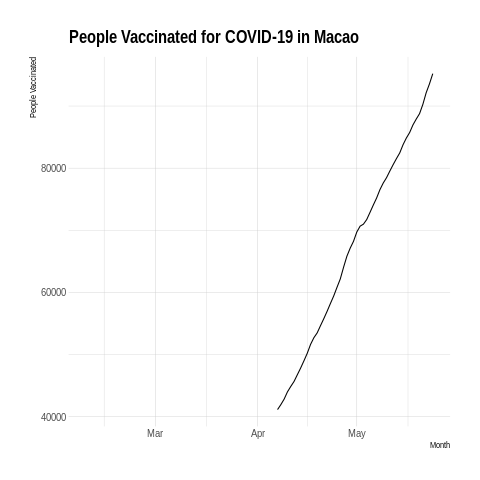 People Vaccinated for COVID-19 in Macao
People Vaccinated
80000
60000
40000
Mar Apr May
Month